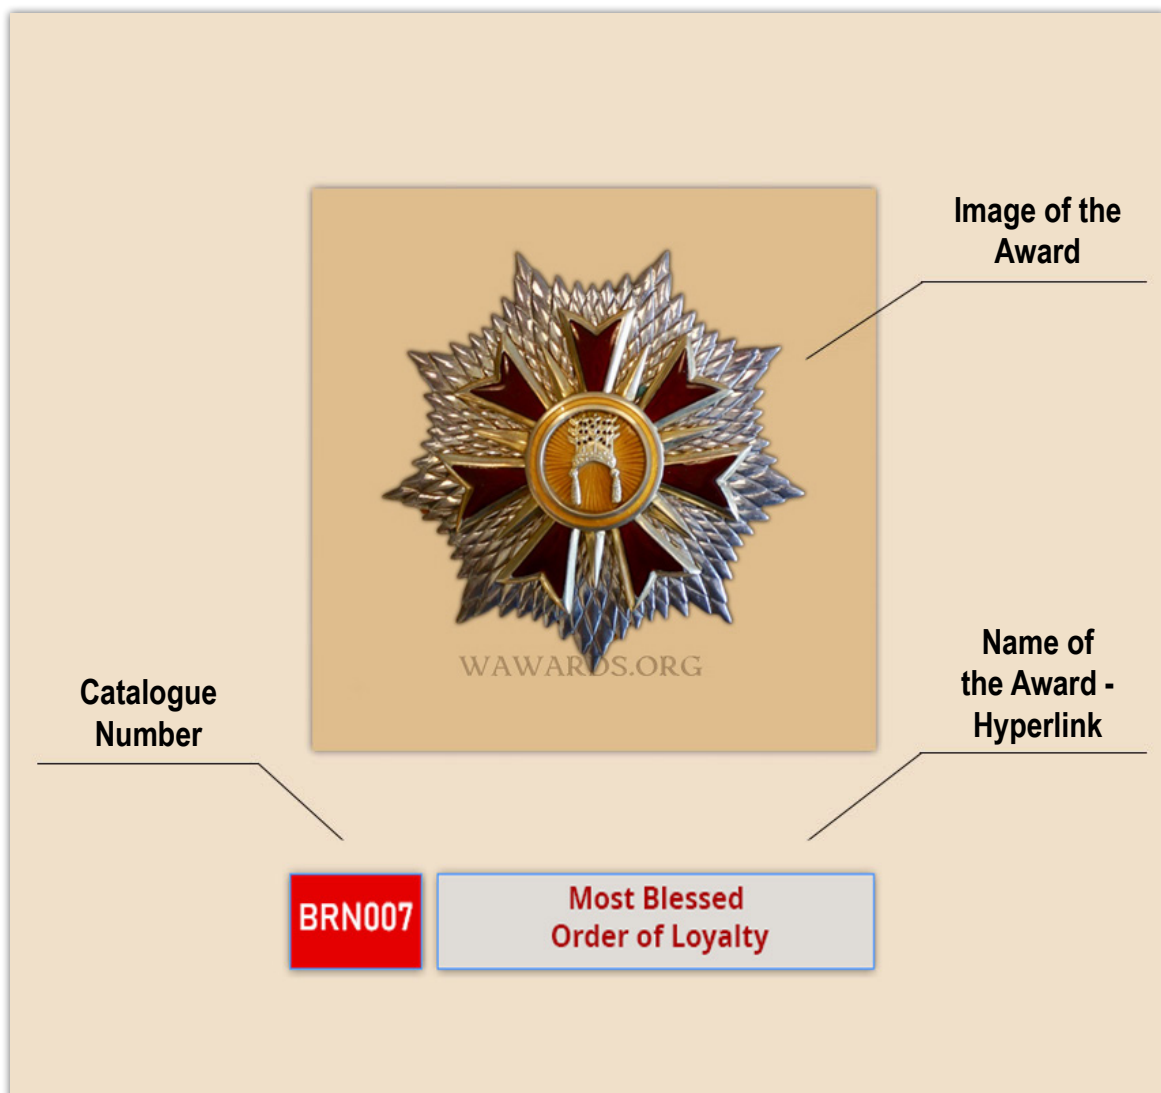 Image of the
Award
WAWARDS.ORG
Name of
the Award -
Hyperlink
Catalogue
Number
BRN007
Most Blessed
Order of Loyalty